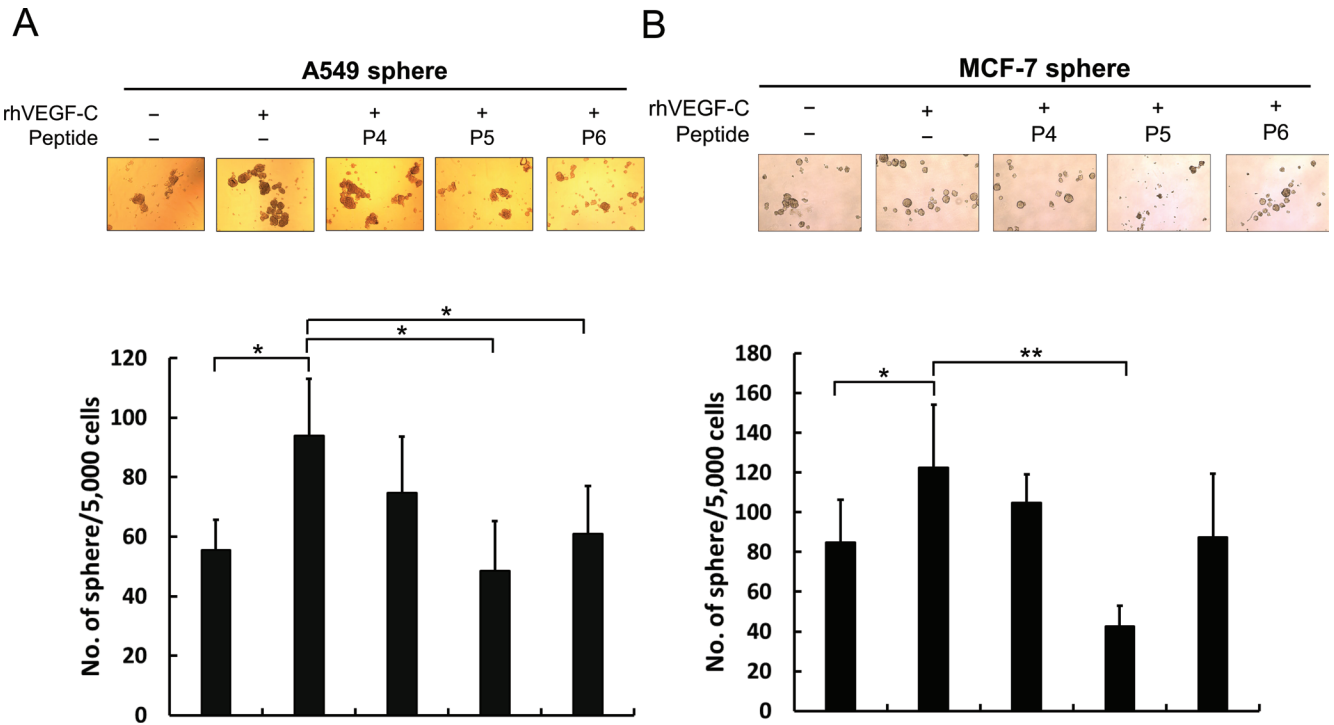 A
A549 sphere
rhVEGF-C – + + + +
Peptide – – P4 P5 P6
* * *
No. of sphere/5,000 cells
120
100
80
60
40
20
0
B
MCF-7 sphere
rhVEGF-C – + + + +
Peptide – – P4 P5 P6
* **
No. of sphere/5,000 cells
180
160
140
120
100
80
60
40
20
0